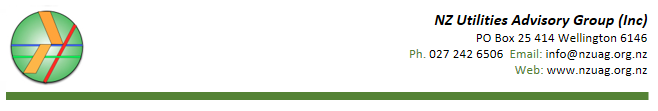 NZ Utilities Advisory Group (Inc)
PO Box 25 414 Wellington 6146
Ph. 027 242 6506 Email: info@nzuag.org.nz
Web: www.nzuag.org.nz